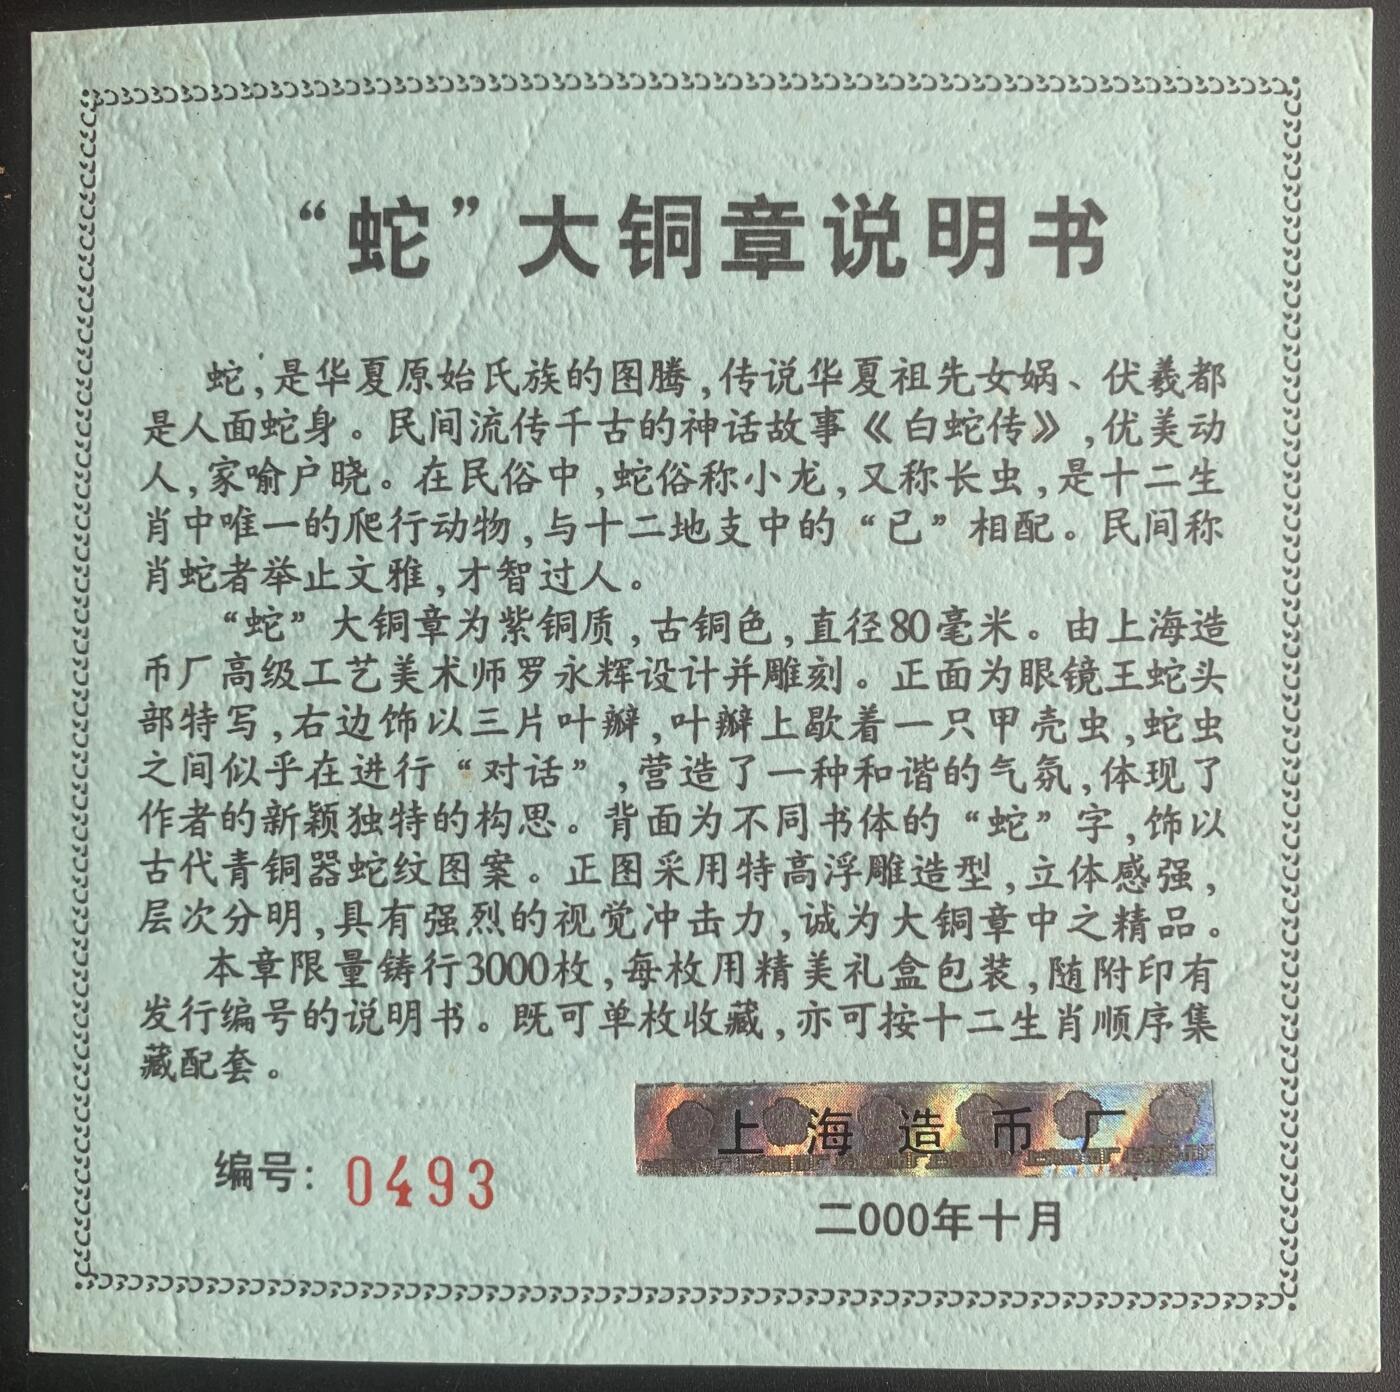 “蛇”大铜章说明书
蛇,是华夏原始氏族的图腾,传说华夏祖先女娲、伏羲都
是人面蛇身。民间流传千古的神话故事《白蛇传》,优美动
人,家喻户晓。在民俗中,蛇俗称小龙,又称长虫,是十二生
肖中唯一的爬行动物,与十二地支中的“已”相配。民间称
肖蛇者举止文雅,才智过人。
“蛇”大铜章为紫铜质,古铜色,直径80毫米。由上海造
币厂高级工艺美术师罗永辉设计并雕刻。正面为眼镜王蛇头
部特写,右边饰以三片叶瓣,叶瓣上歇着一只甲壳虫,蛇虫
之间似乎在进行“对话”,营造了一种和谐的气氛,体现了
作者的新颖独特的构思。背面为不同书体的“蛇”字,饰以
古代青铜器蛇纹图案。正图采用特高浮雕造型,立体感强,
层次分明,具有强烈的视觉冲击力,诚为大铜章中之精品。
本章限量铸行3000枚,每枚用精美礼盒包装,随附印有
发行编号的说明书。既可单枚收藏,亦可按十二生肖顺序集
藏配套。
上海造币厂
编号：0493
二000年十月